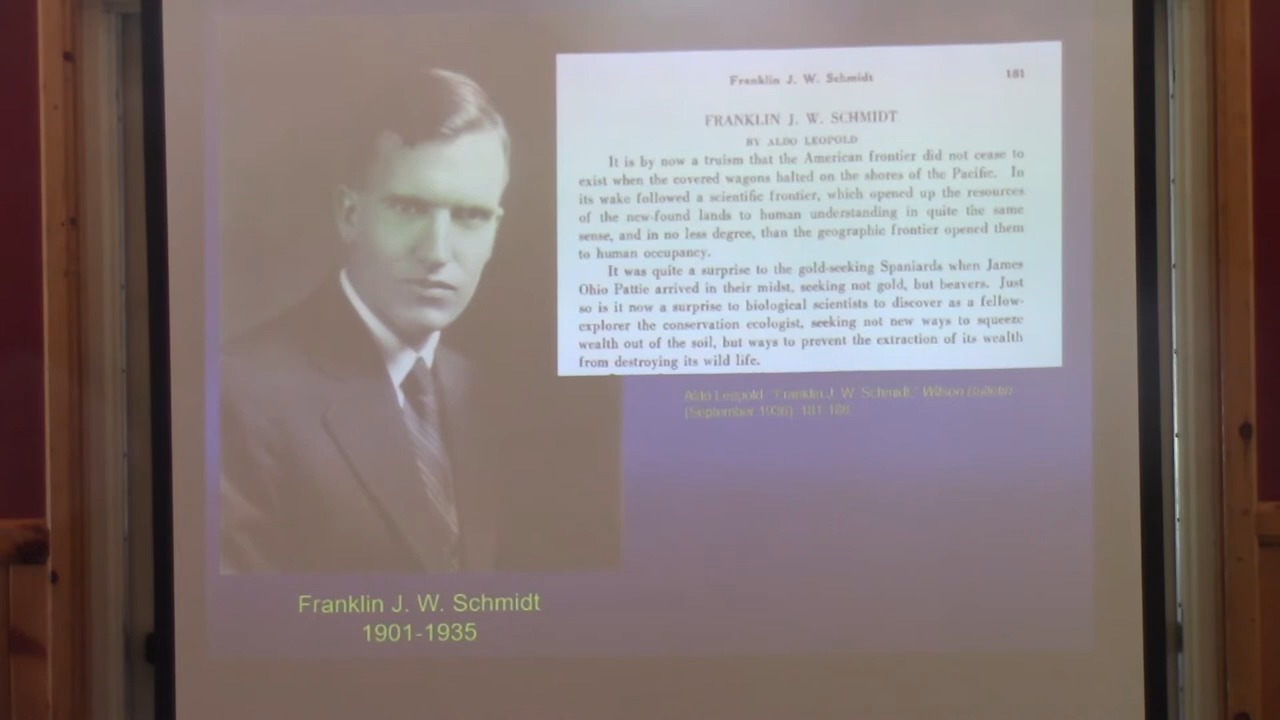 Franklin J. W. Schmidt 181
FRANKLIN J. W. SCHMIDT
BY ALDO LEOPOLD
It is by now a truism that the American frontier did not cease to
exist when the covered wagons halted on the shores of the Pacific. In
its wake followed a scientific frontier, which opened up the resources
of the new-found lands to human understanding in quite the same
sense, and in no less degree, than the geographic frontier opened them
to human occupancy.
It was quite a surprise to the gold-seeking Spaniards when James
Ohio Pattie arrived in their midst, seeking not gold, but beavers. Just
so is it now a surprise to biological scientists to discover as a fellow-
explorer the conservation ecologist, seeking not new ways to squeeze
wealth out of the soil, but ways to prevent the extraction of its wealth
from destroying its wild life.
Aldo Leopold "Franklin J. W. Schmidt," Wilson Bulletin
(September 1936)
Franklin J. W. Schmidt
1901-1935